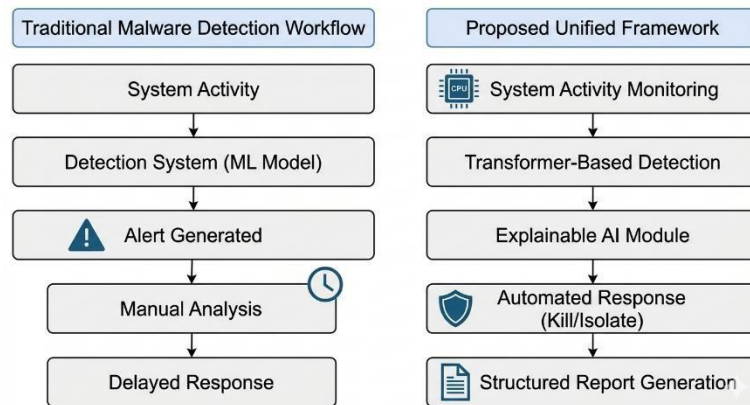 Traditional Malware Detection Workflow
System Activity
Detection System (ML Model)
Alert Generated
Manual Analysis
Delayed Response
Proposed Unified Framework
CPU
System Activity Monitoring
Transformer-Based Detection
Explainable AI Module
Automated Response
(Kill/Isolate)
Structured Report Generation